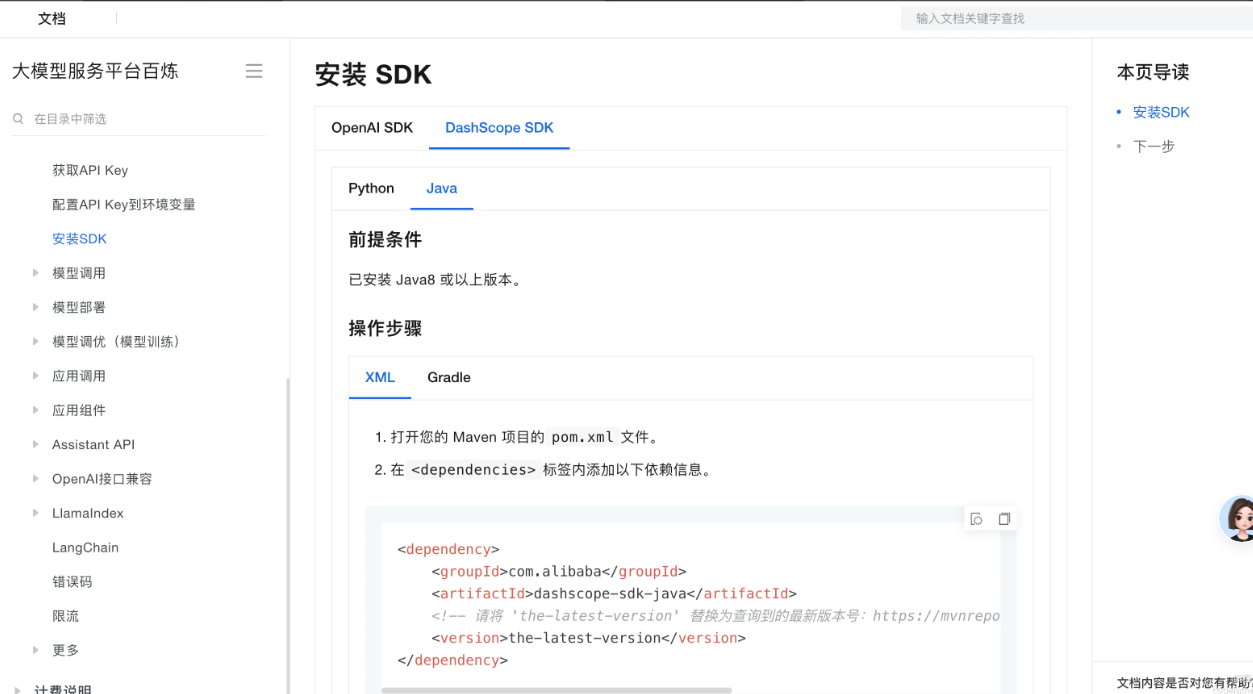 文档
输入文档关键字查找
大模型服务平台百炼
在目录中筛选
获取API Key
配置API Key到环境变量
安装SDK
模型调用
模型部署
模型调优（模型训练）
应用调用
应用组件
Assistant API
OpenAI接口兼容
LlamaIndex
LangChain
错误码
限流
更多
计费说明
安装 SDK
OpenAI SDK DashScope SDK
Python Java
前提条件
已安装 Java8 或以上版本。
操作步骤
XML Gradle
1. 打开您的 Maven 项目的 pom.xml 文件。
2. 在 <dependencies> 标签内添加以下依赖信息。
<dependency>
<groupId>com.alibaba</groupId>
<artifactId>dashscope-sdk-java</artifactId>
<!-- 请将 'the-latest-version' 替换为查询到的最新版本号：https://mvnrepo
<version>the-latest-version</version>
</dependency>
本页导读
安装SDK
下一步
文档内容是否对您有帮助?